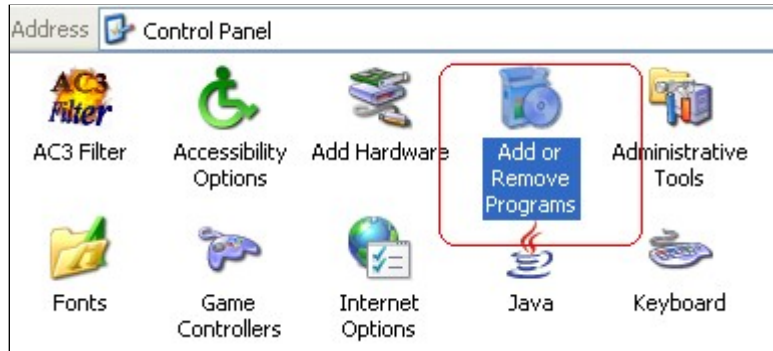 Address Control Panel
AC3
Filter
AC3 Filter
Accessibility
Options
Add Hardware
Add or
Remove
Programs
Administrative
Tools
Fonts
Game
Controllers
Internet
Options
Java
Keyboard